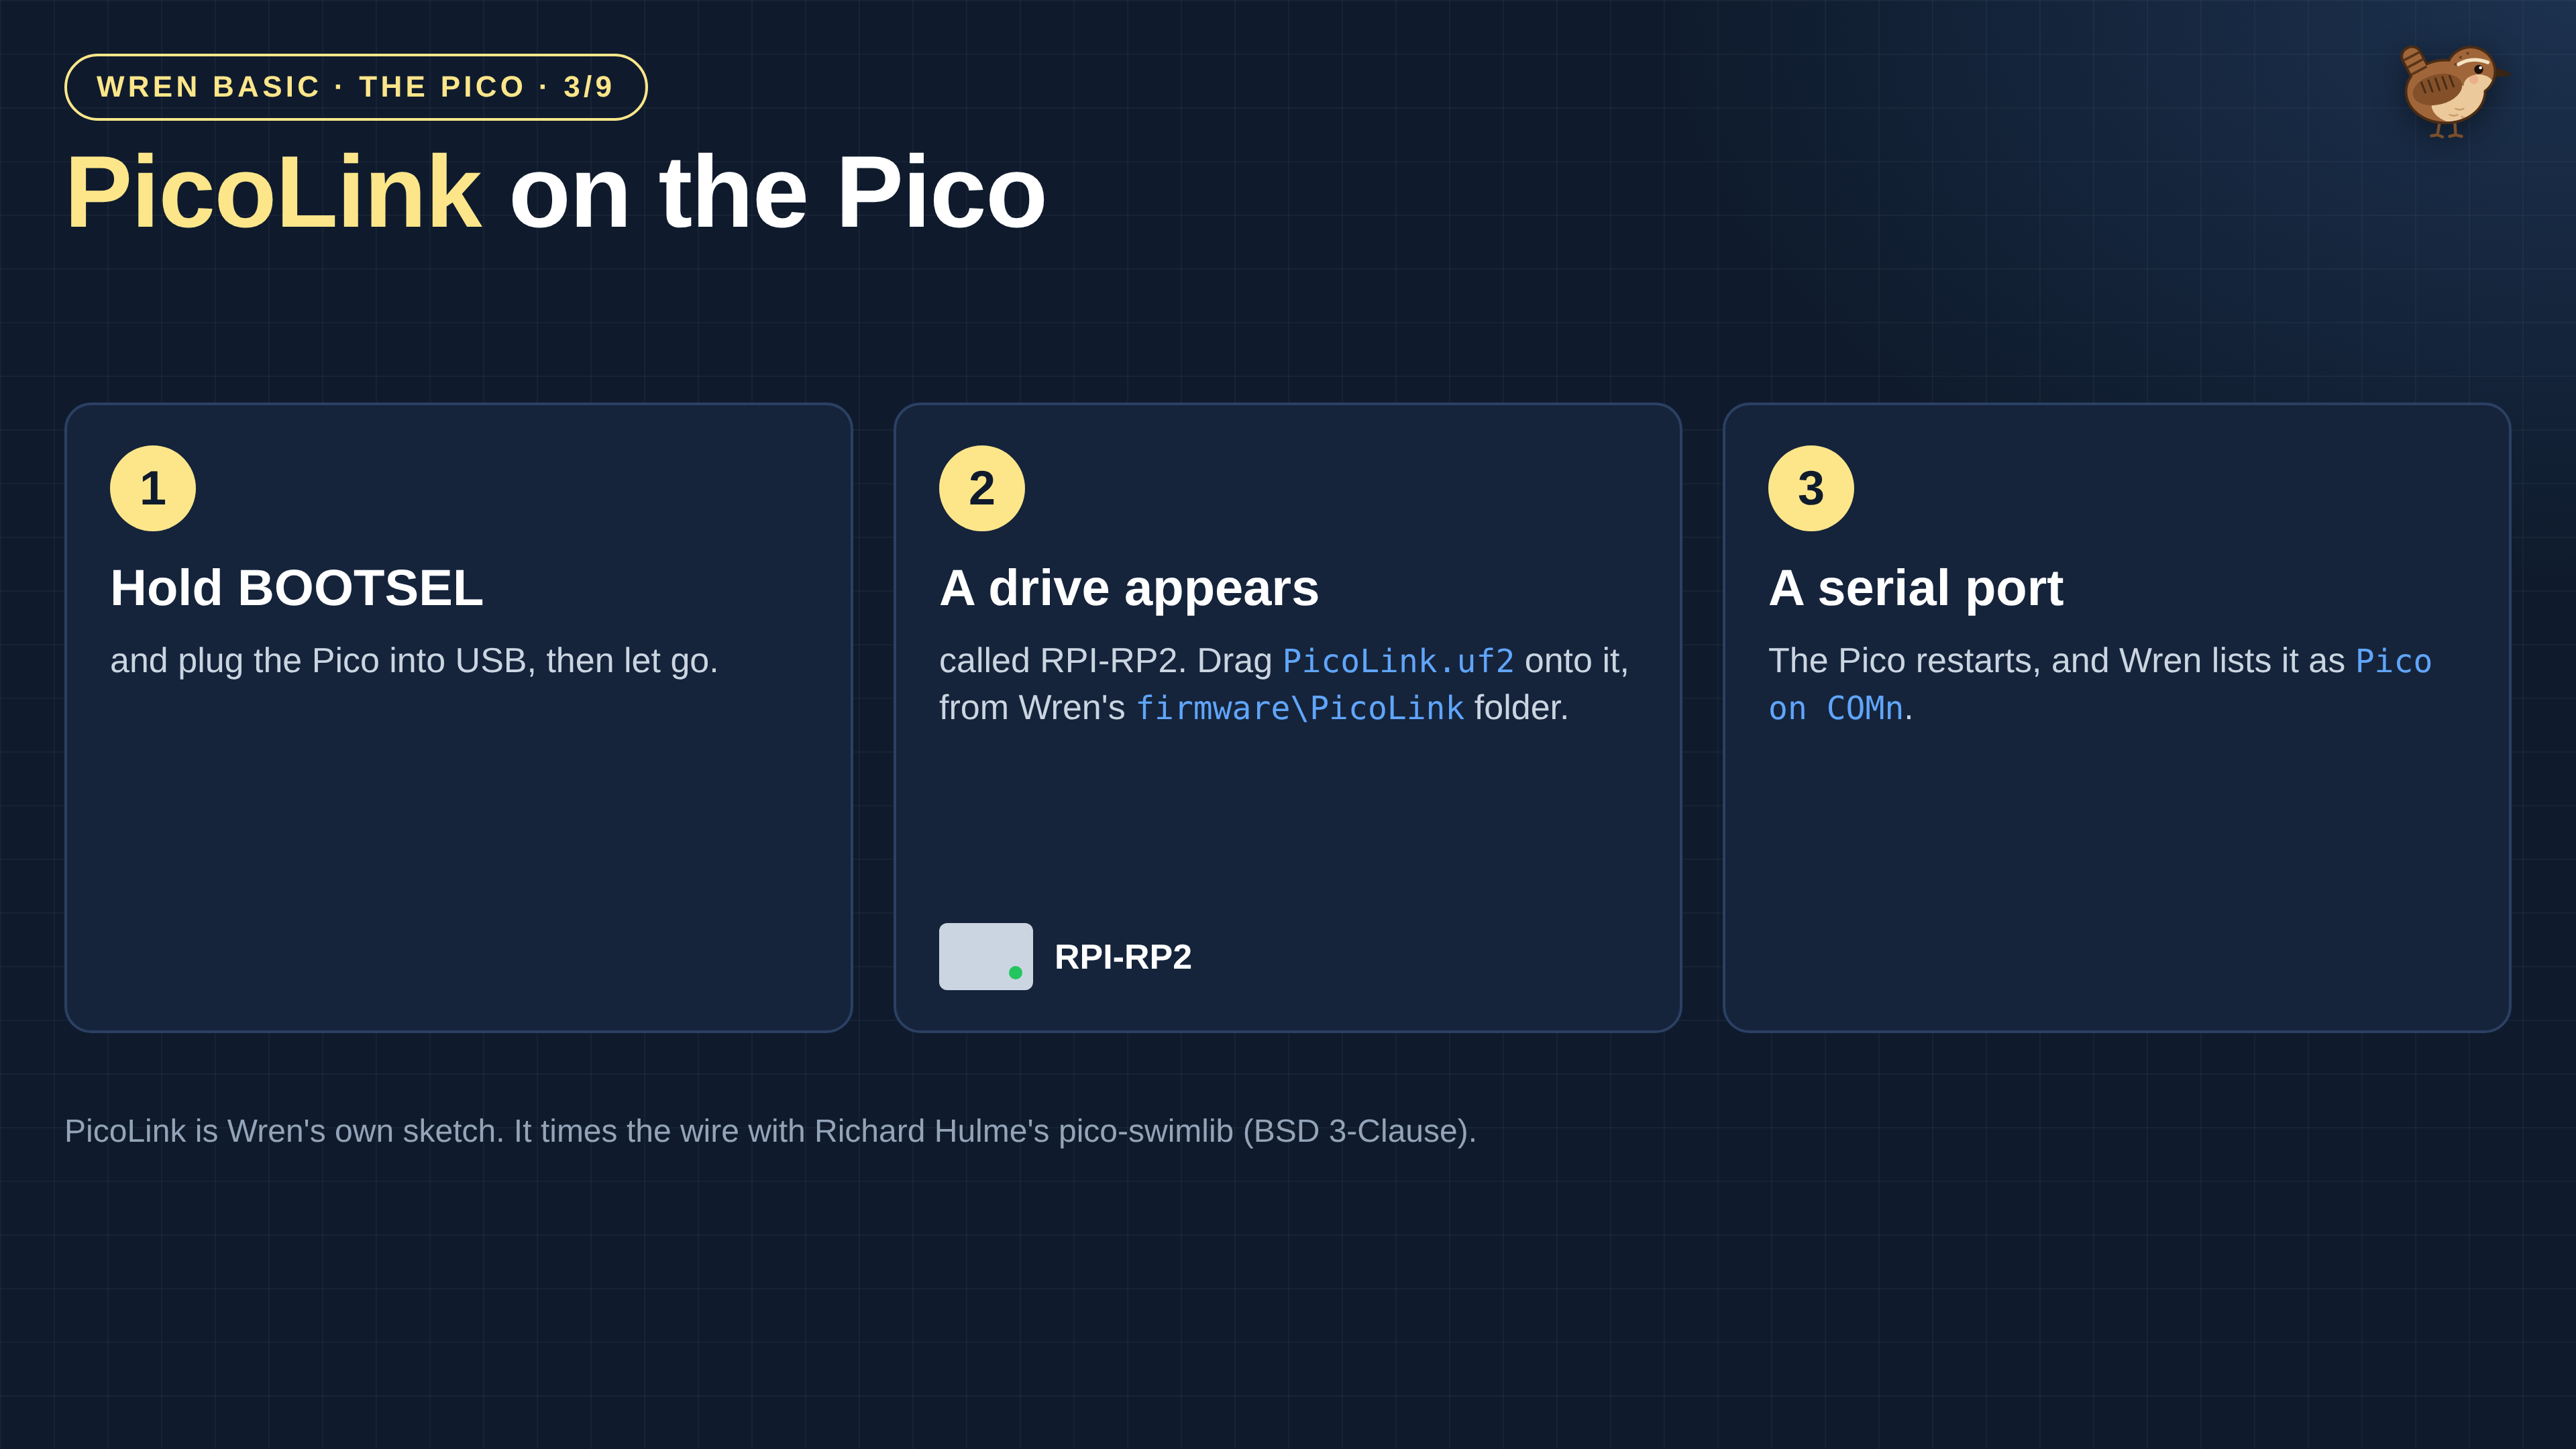 WREN BASIC · THE PICO · 3/9
PicoLink on the Pico
1
Hold BOOTSEL
and plug the Pico into USB, then let go.
2
A drive appears
called RPI-RP2. Drag PicoLink.uf2 onto it,
from Wren's firmware\PicoLink folder.
RPI-RP2
3
A serial port
The Pico restarts, and Wren lists it as Pico
on COMn.
PicoLink is Wren's own sketch. It times the wire with Richard Hulme's pico-swimlib (BSD 3-Clause).